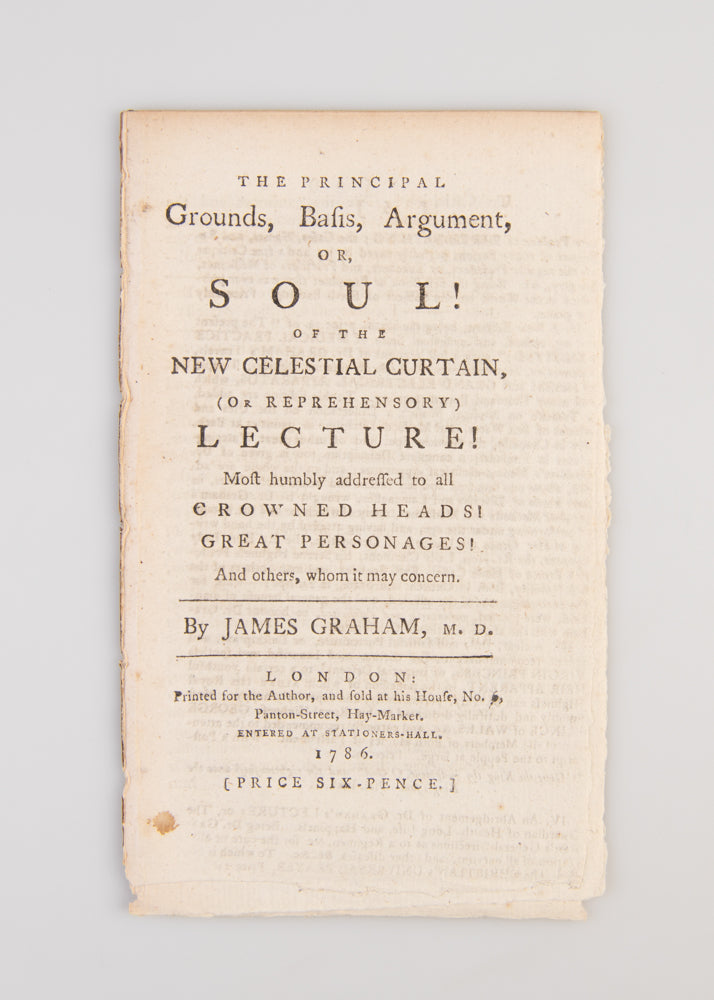 THE PRINCIPAL
Grounds, Baſis, Argument,
OR,
SOUL!
OF THE
NEW CELESTIAL CURTAIN,
(OR REPREHENSORY)
LECTURE!
Moſt humbly addreſſed to all
CROWNED HEADS!
GREAT PERSONAGES!
And others, whom it may concern.
By JAMES GRAHAM, M. D.
LONDON:
Printed for the Author, and ſold at his Houſe, No.
Panton-Street, Hay-Market.
ENTERED AT STATIONERS-HALL.
1786.
[PRICE SIX-PENCE.]